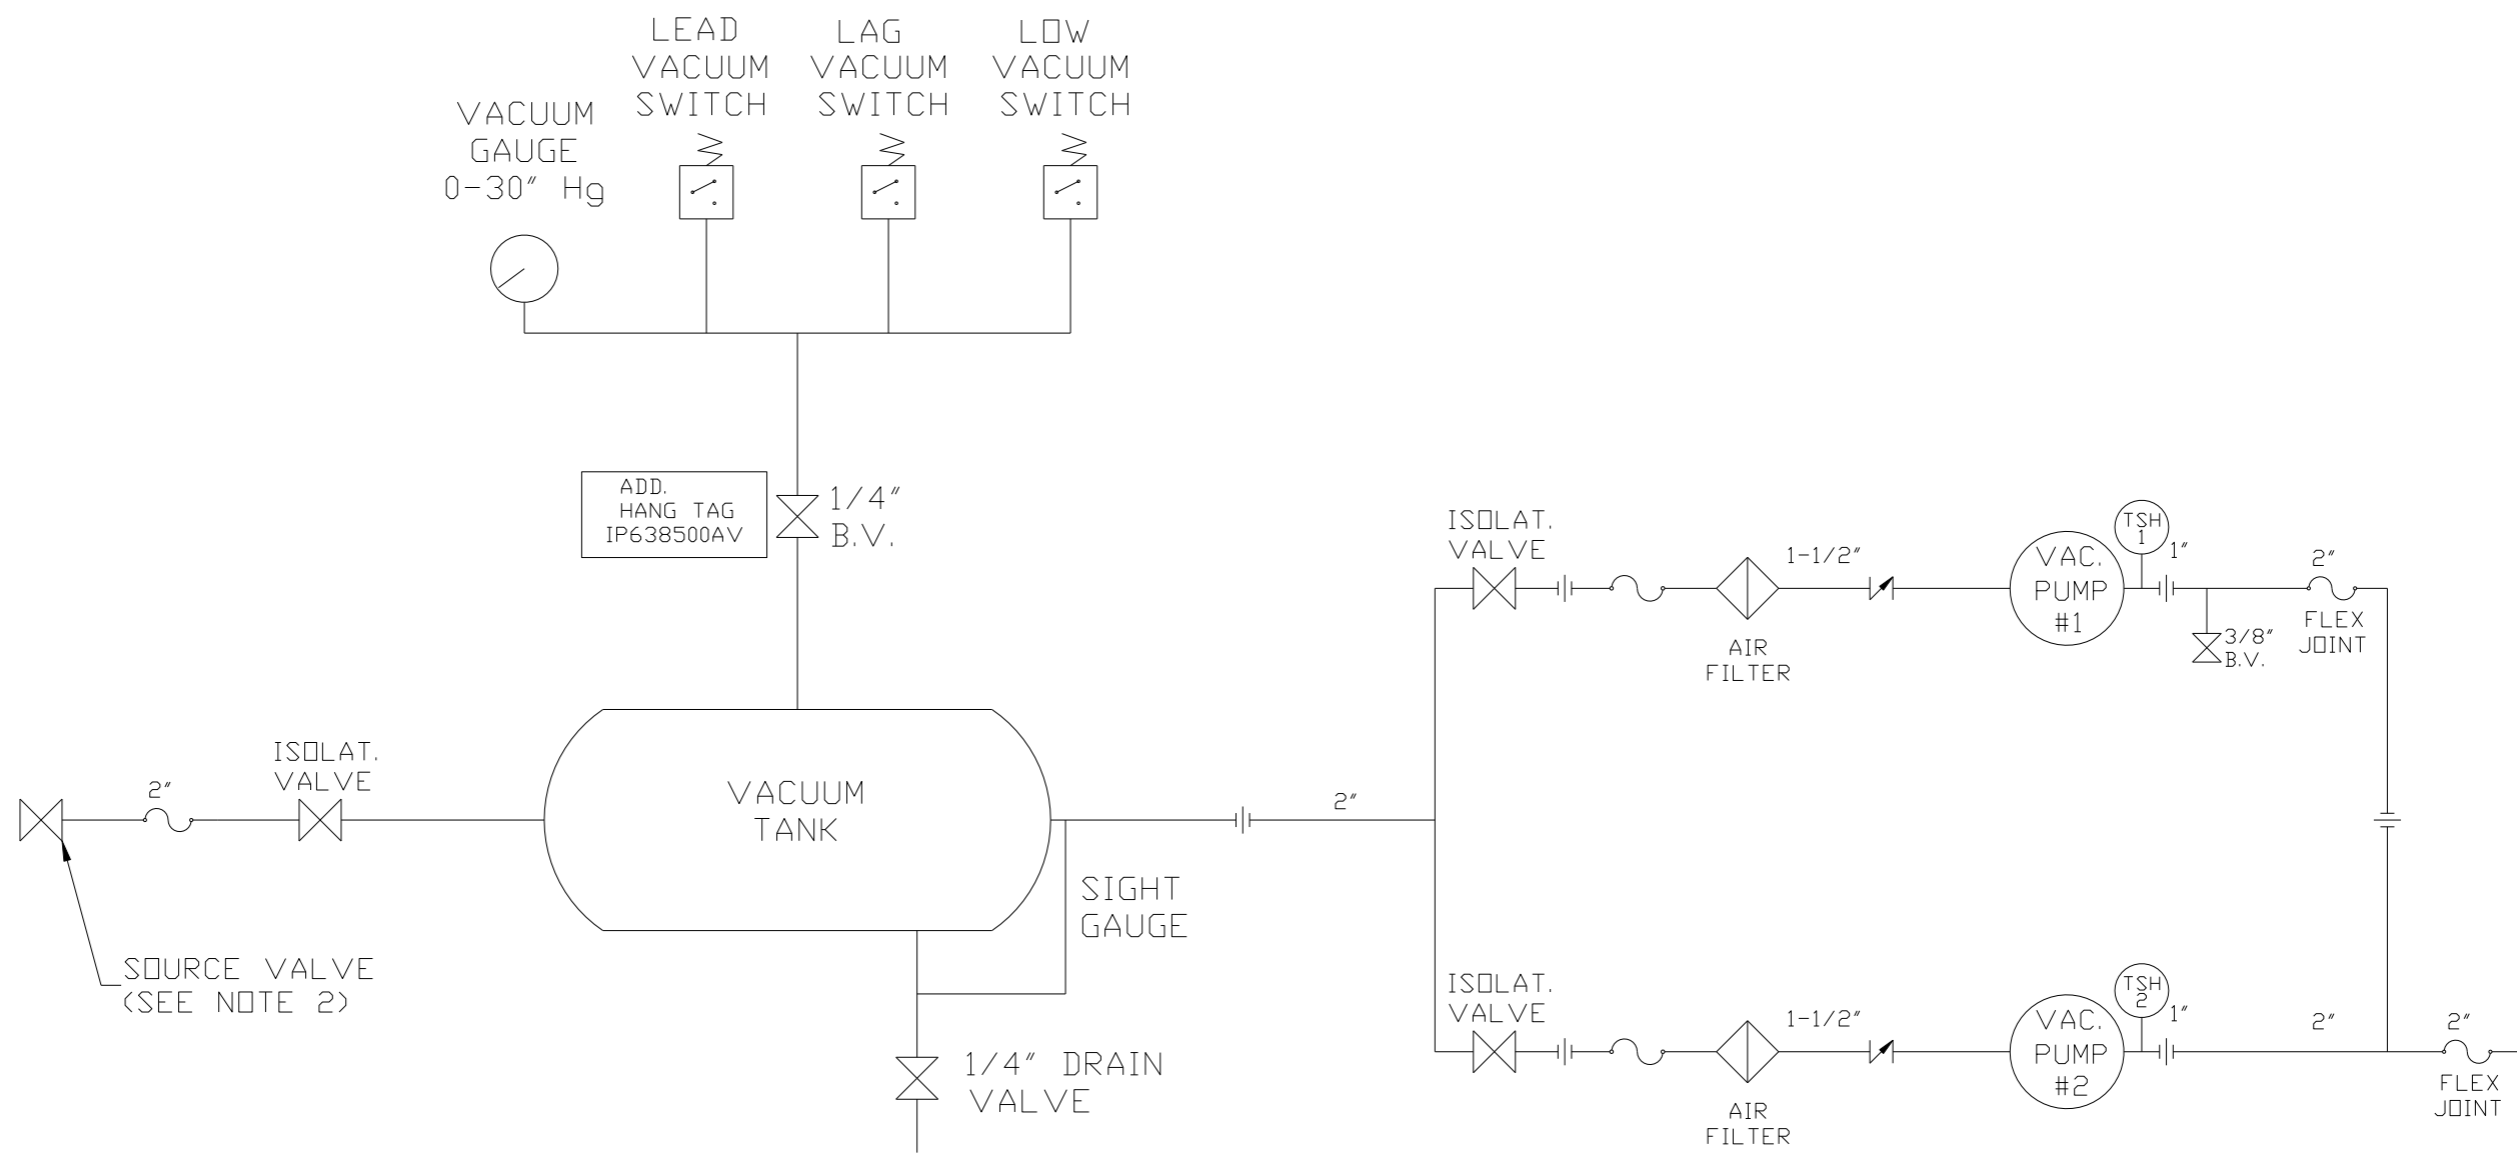 LEAD
VACUUM
SWITCH
LAG
VACUUM
SWITCH
LOW
VACUUM
SWITCH
VACUUM
GAUGE
0-30" Hg
ADD.
HANG TAG
IP638500AV
1/4"
B.V.
ISOLAT.
VALVE
1-1/2"
AIR
FILTER
VAC.
PUMP
#1
TSH
1
1"
3/8"
B.V.
2"
FLEX
JOINT
2"
ISOLAT.
VALVE
VACUUM
TANK
2"
SIGHT
GAUGE
SOURCE VALVE
(SEE NOTE 2)
1/4" DRAIN
VALVE
ISOLAT.
VALVE
1-1/2"
AIR
FILTER
VAC.
PUMP
#2
TSH
2
1"
2"
2"
FLEX
JOINT